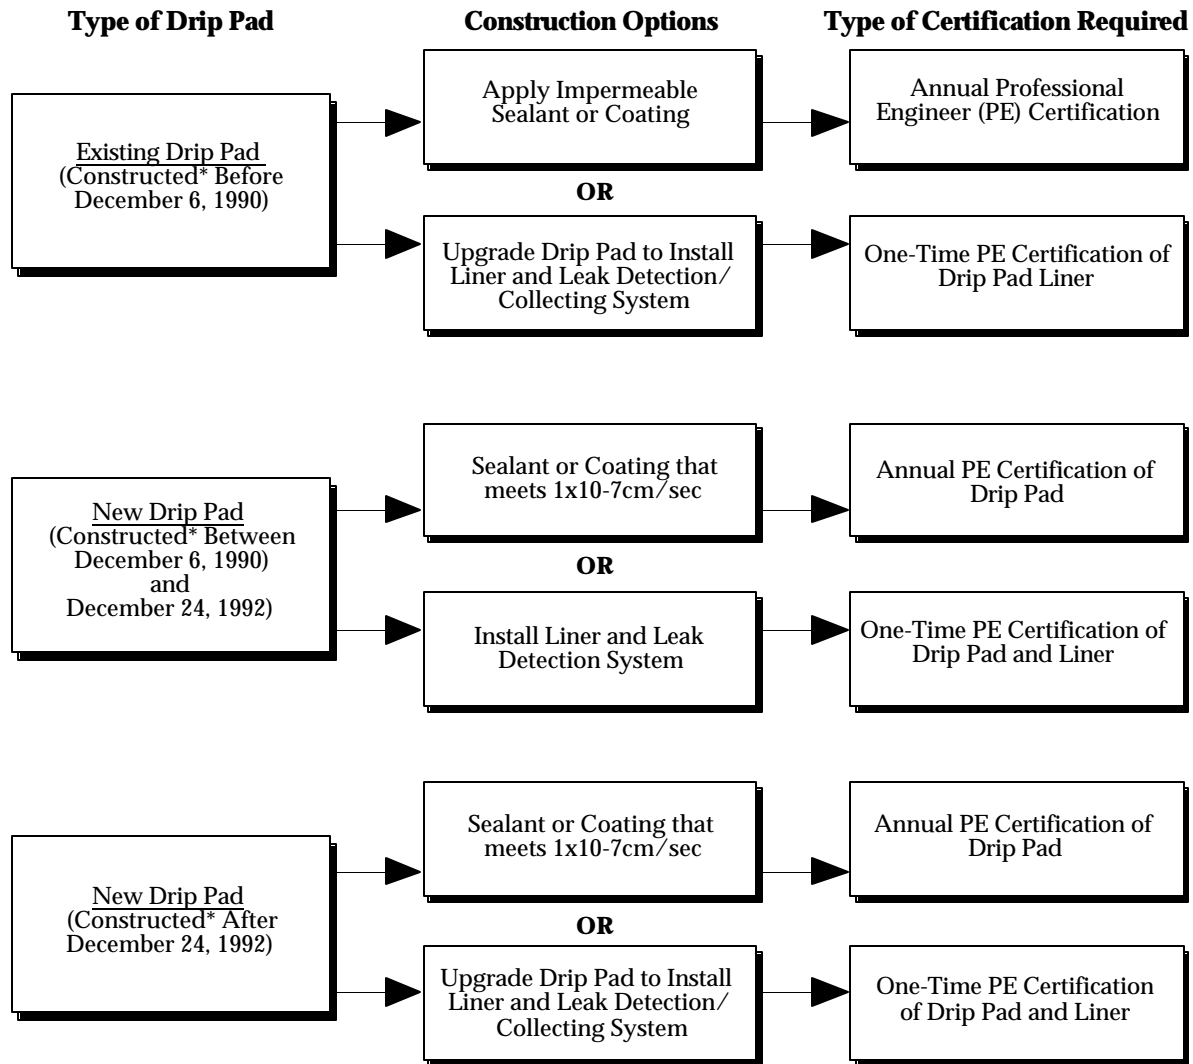 Type of Drip Pad
Construction Options
Type of Certification Required
Existing Drip Pad
(Constructed* Before
December 6, 1990)
Apply Impermeable
Sealant or Coating
Annual Professional
Engineer (PE) Certification
OR
Upgrade Drip Pad to Install
Liner and Leak Detection/
Collecting System
One-Time PE Certification of
Drip Pad Liner
New Drip Pad
(Constructed* Between
December 6, 1990)
and
December 24, 1992)
Sealant or Coating that
meets 1x10-7cm/sec
Annual PE Certification of
Drip Pad
OR
Install Liner and Leak
Detection System
One-Time PE Certification of
Drip Pad and Liner
New Drip Pad
(Constructed* After
December 24, 1992)
Sealant or Coating that
meets 1x10-7cm/sec
Annual PE Certification of
Drip Pad
OR
Upgrade Drip Pad to Install
Liner and Leak Detection/
Collecting System
One-Time PE Certification
of Drip Pad and Liner